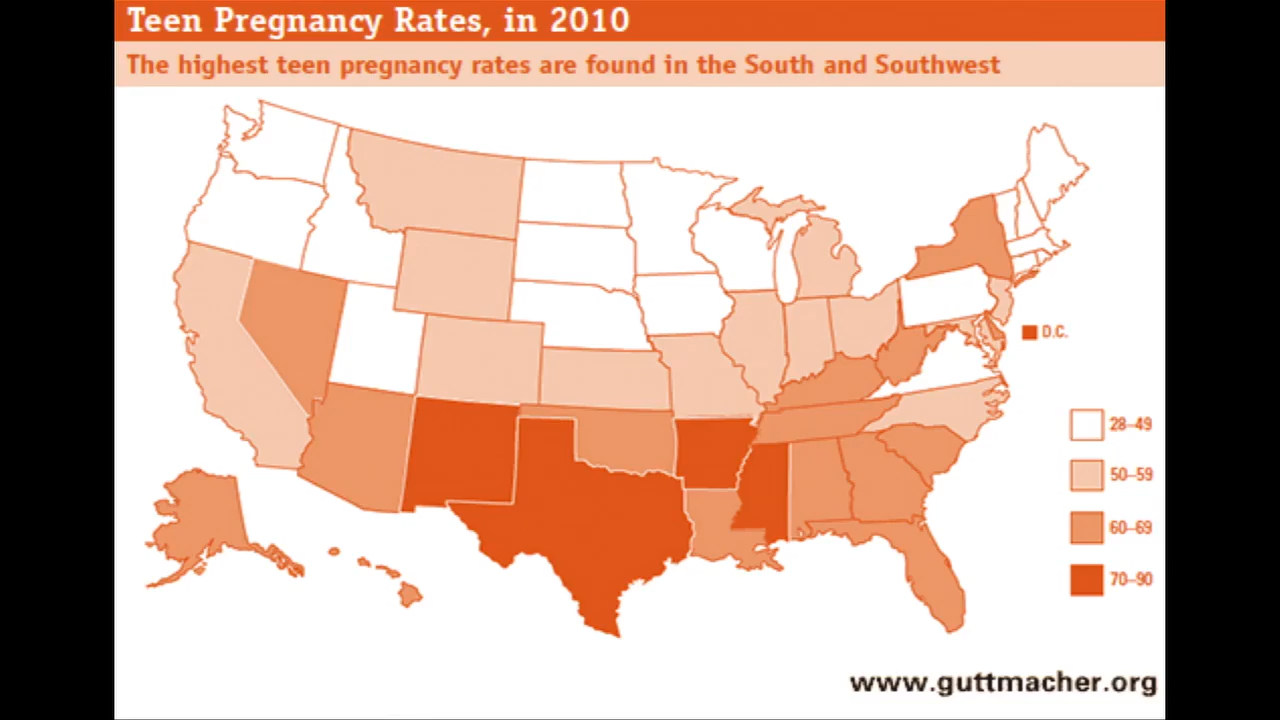 Teen Pregnancy Rates, in 2010
The highest teen pregnancy rates are found in the South and Southwest
D.C.
28–49
50–59
60–69
70–90
www.guttmacher.org